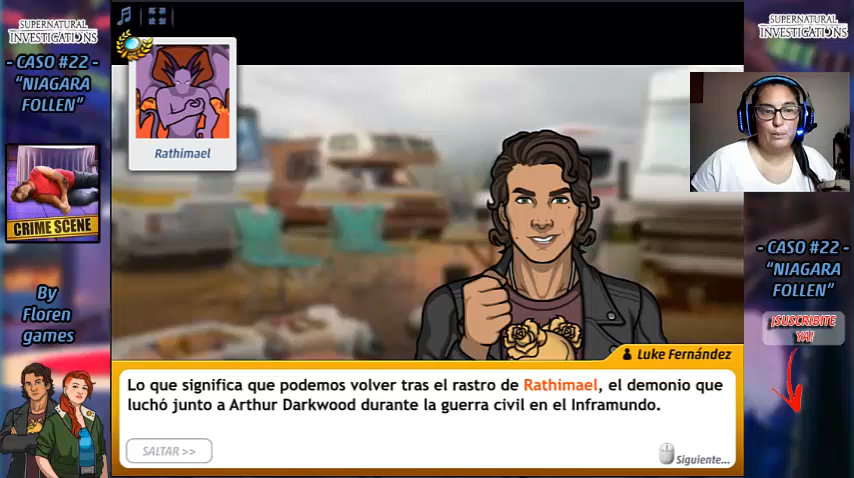 SUPERNATURAL
INVESTIGATIONS
- CASO #22 -
"NIAGARA
FOLLEN"
CRIME SCENE
By
Floren
games
Rathimael
Luke Fernández
Lo que significa que podemos volver tras el rastro de Rathimael, el demonio que
luchó junto a Arthur Darkwood durante la guerra civil en el Inframundo.
SALTAR >>
Siguiente...
SUPERNATURAL
INVESTIGATIONS
- CASO #22 -
"NIAGARA
FOLLEN"
¡SUSCRIBITE
YA!